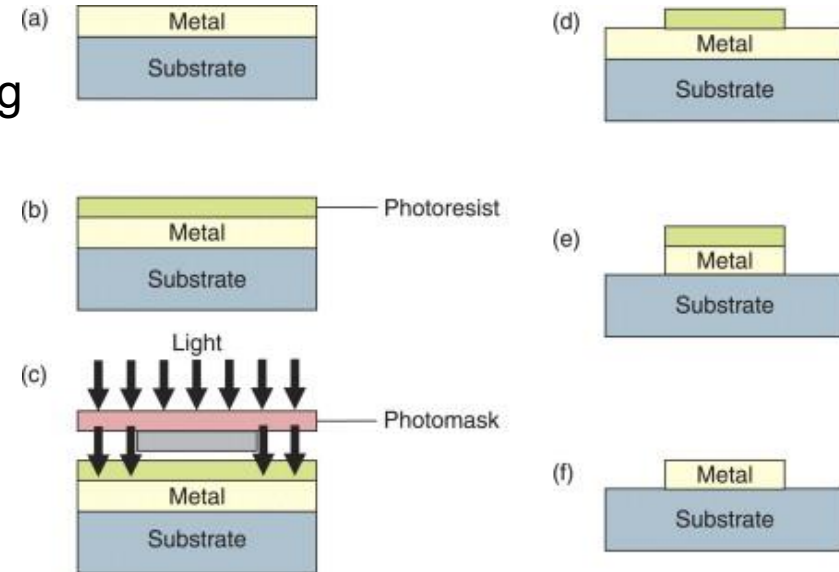 g
(a)
Metal
Substrate
(b)
Photoresist
Metal
Substrate
(c)
Light
Photomask
Metal
Substrate
(d)
Metal
Substrate
(e)
Metal
Substrate
(f)
Metal
Substrate